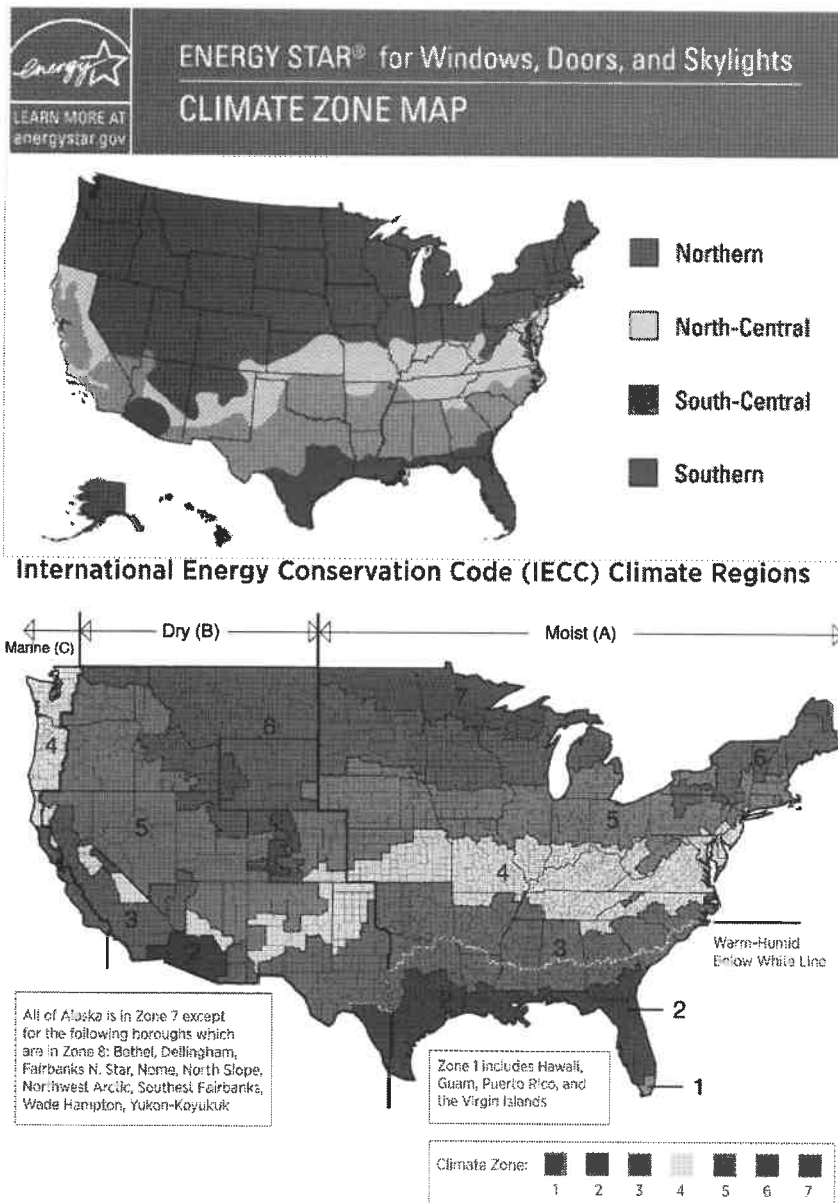 energy
LEARN MORE AT
energystar.gov
ENERGY STAR® for Windows, Doors, and Skylights
CLIMATE ZONE MAP
Northern
North-Central
South-Central
Southern
International Energy Conservation Code (IECC) Climate Regions
Marine (C)
Dry (B)
Moist (A)
7
6
6
4
5
5
4
3
3
2
Warm-Humid
Below White Line
2
1
All of Alaska is in Zone 7 except
for the following boroughs which
are in Zone 8: Bethel, Dellingham,
Fairbanks N. Star, Nome, North Slope,
Northwest Arctic, Southest Fairbanks,
Wade Hampton, Yukon-Koyukuk
Zone 1 includes Hawaii,
Guam, Puerto Rico, and
the Virgin Islands
Climate Zone:
1 2 3 4 5 6 7